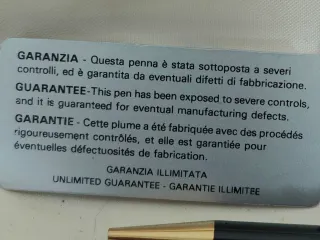 GARANZIA - Questa penna è stata sottoposta a severi
controlli, ed è garantita da eventuali difetti di fabbricazione.
GUARANTEE-This pen has been exposed to severe controls,
and it is guaranteed for eventual manufacturing defects.
GARANTIE - Cette plume a été fabriquée avec des procédés
rigoureusement contrôlés, et elle est garantie pour
éventuelles défectuosités de fabrication.
GARANZIA ILLIMITATA
UNLIMITED GUARANTEE - GARANTIE ILLIMITEE